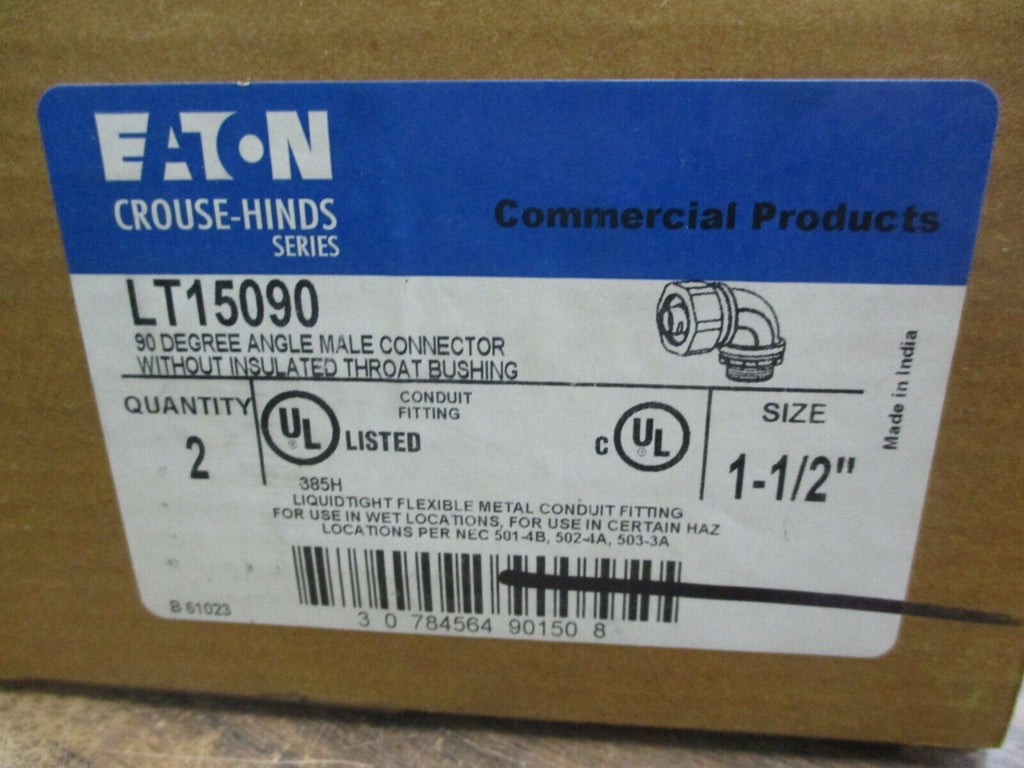 EATON
CROUSE-HINDS
SERIES
Commercial Products
LT15090
90 DEGREE ANGLE MALE CONNECTOR
WITHOUT INSULATED THROAT BUSHING
Made in India
QUANTITY
2
UL
®
LISTED
CONDUIT
FITTING
C
UL
®
SIZE
1-1/2"
385H
LIQUIDTIGHT FLEXIBLE METAL CONDUIT FITTING
FOR USE IN WET LOCATIONS, FOR USE IN CERTAIN HAZ
LOCATIONS PER NEC 501-4B, 502-4A, 503-3A
B 61023
3 0 784564 90150 8